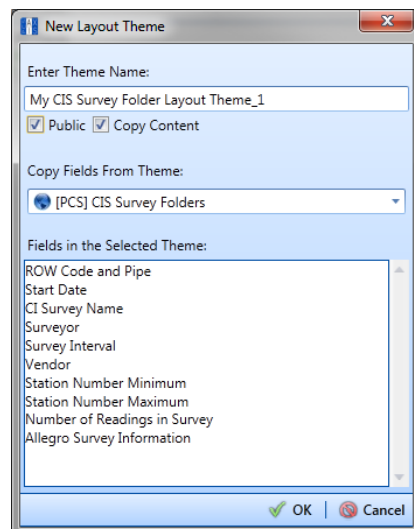 New Layout Theme
Enter Theme Name:
My CIS Survey Folder Layout Theme_1
Public Copy Content
Copy Fields From Theme:
[PCS] CIS Survey Folders
Fields in the Selected Theme:
ROW Code and Pipe
Start Date
CI Survey Name
Surveyor
Survey Interval
Vendor
Station Number Minimum
Station Number Maximum
Number of Readings in Survey
Allegro Survey Information
OK | Cancel